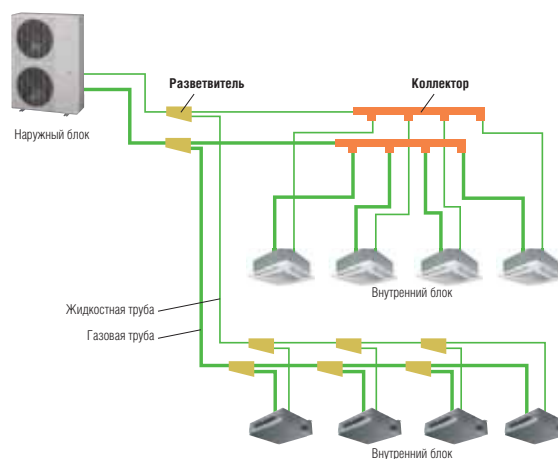 Разветвитель
Коллектор
Наружный блок
Внутренний блок
Жидкостная труба
Газовая труба
Внутренний блок